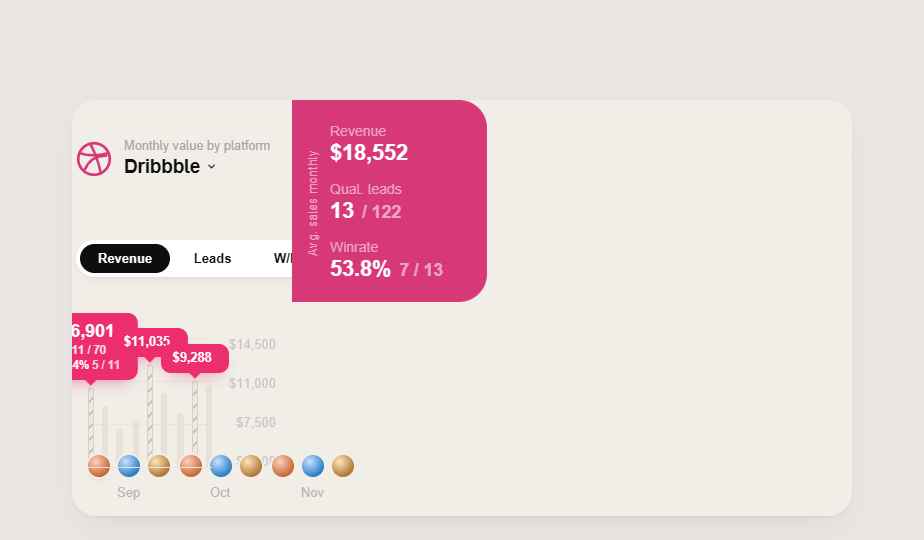 Monthly value by platform
Dribbble
Revenue
Leads
W/
Avg. sales monthly
Revenue
$18,552
Qual. leads
13 / 122
Winrate
53.8% 7 / 13
6,901
11 / 70
4% 5 / 11
$11,035
$9,288
$14,500
$11,000
$7,500
Sep
Oct
Nov